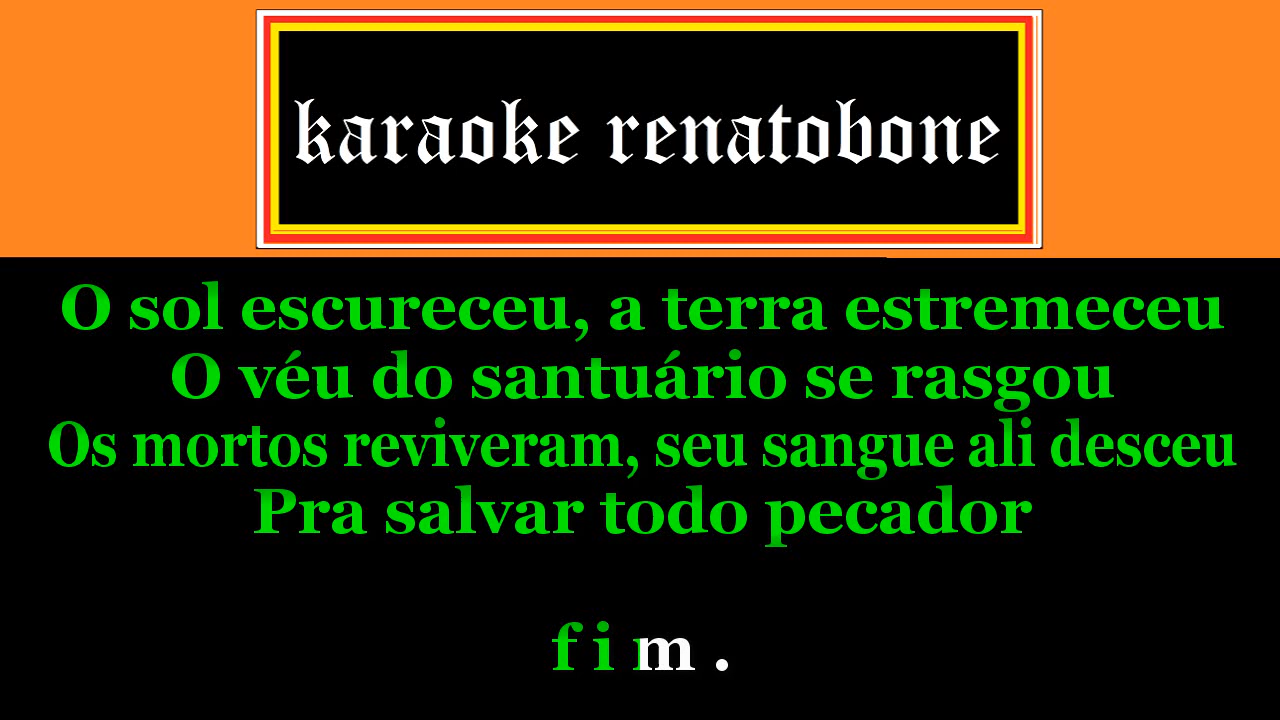 karaoke renatobone
O sol escureceu, a terra estremeceu
O véu do santuário se rasgou
Os mortos reviveram, seu sangue ali desceu
Pra salvar todo pecador
f i m .